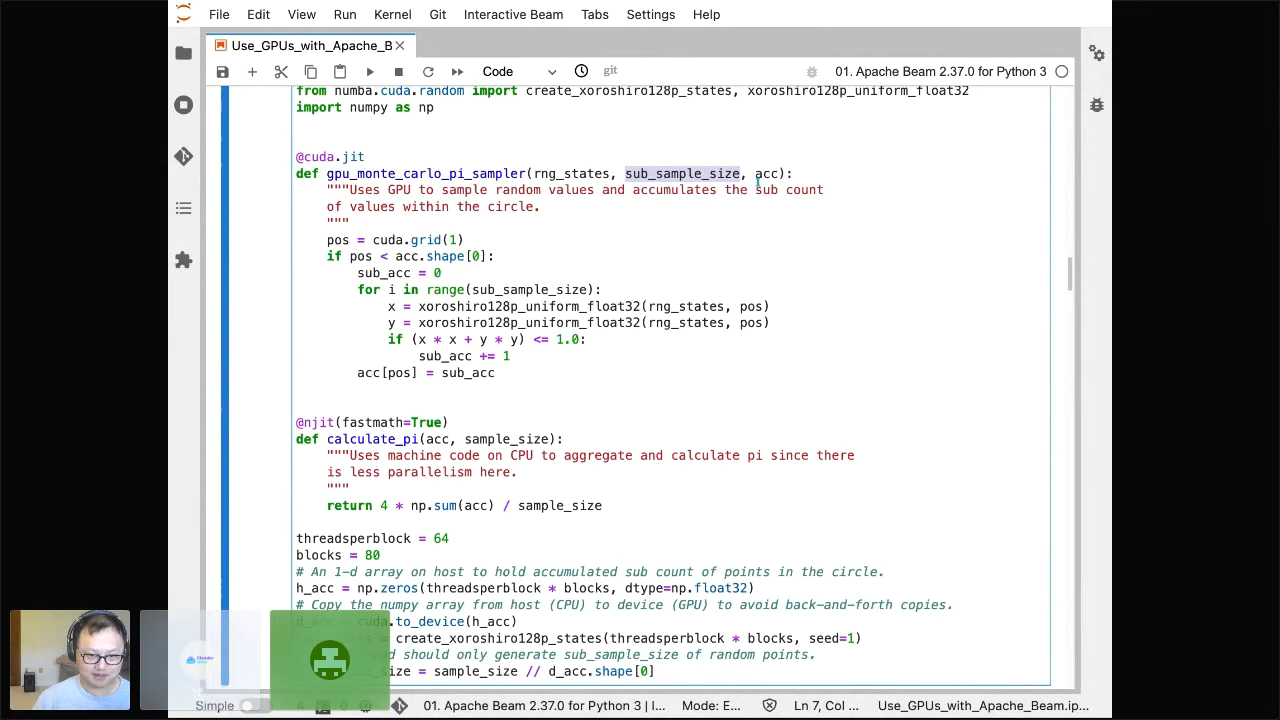 File Edit View Run Kernel Git Interactive Beam Tabs Settings Help
Use_GPUs_with_Apache_B
Code git 01. Apache Beam 2.37.0 for Python 3
from numba.cuda.random import create_xoroshiro128p_states, xoroshiro128p_uniform_float32
import numpy as np
@cuda.jit
def gpu_monte_carlo_pi_sampler(rng_states, sub_sample_size, acc):
"""Uses GPU to sample random values and accumulates the sub count
of values within the circle.
"""
pos = cuda.grid(1)
if pos < acc.shape[0]:
sub_acc = 0
for i in range(sub_sample_size):
x = xoroshiro128p_uniform_float32(rng_states, pos)
y = xoroshiro128p_uniform_float32(rng_states, pos)
if (x * x + y * y) <= 1.0:
sub_acc += 1
acc[pos] = sub_acc
@njit(fastmath=True)
def calculate_pi(acc, sample_size):
"""Uses machine code on CPU to aggregate and calculate pi since there
is less parallelism here.
"""
return 4 * np.sum(acc) / sample_size
threadsperblock = 64
blocks = 80
# An 1-d array on host to hold accumulated sub count of points in the circle.
h_acc = np.zeros(threadsperblock * blocks, dtype=np.float32)
# Copy the numpy array from host (CPU) to device (GPU) to avoid back-and-forth copies.
d_acc = cuda.to_device(h_acc)
= create_xoroshiro128p_states(threadsperblock * blocks, seed=1)
should only generate sub_sample_size of random points.
_size = sample_size // d_acc.shape[0]
Simple 4 0 01. Apache Beam 2.37.0 for Python 3 | I... Mode: E... Ln 7, Col ... Use_GPUs_with_Apache_Beam.ip...